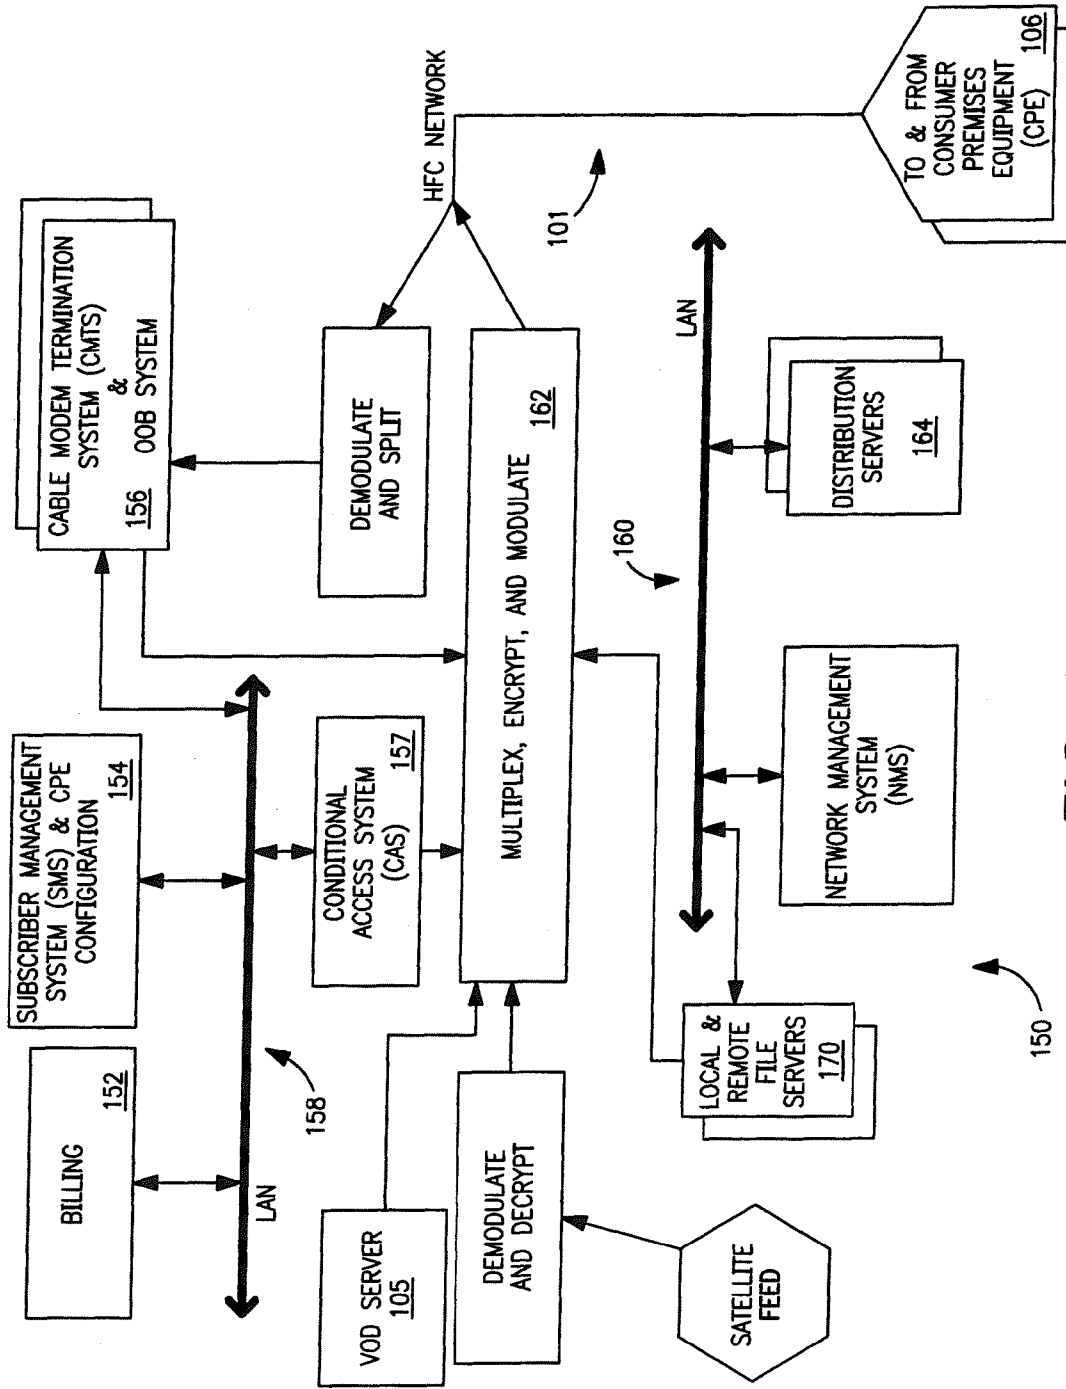 BILLING
152
SUBSCRIBER MANAGEMENT
SYSTEM (SMS) & CPE
CONFIGURATION
154
CABLE MODEM TERMINATION
SYSTEM (CMTS)
&
OOB SYSTEM
156
LAN
158
VOD SERVER
105
CONDITIONAL
ACCESS SYSTEM
(CAS)
157
DEMODULATE
AND SPLIT
HFC NETWORK
DEMODULATE
AND DECRYPT
MULTIPLEX, ENCRYPT, AND MODULATE
162
101
SATELLITE
FEED
160
LAN
LOCAL &
REMOTE
FILE
SERVERS
170
NETWORK MANAGEMENT
SYSTEM
(NMS)
DISTRIBUTION
SERVERS
164
TO & FROM
CONSUMER
PREMISES
EQUIPMENT
(CPE)
106
150